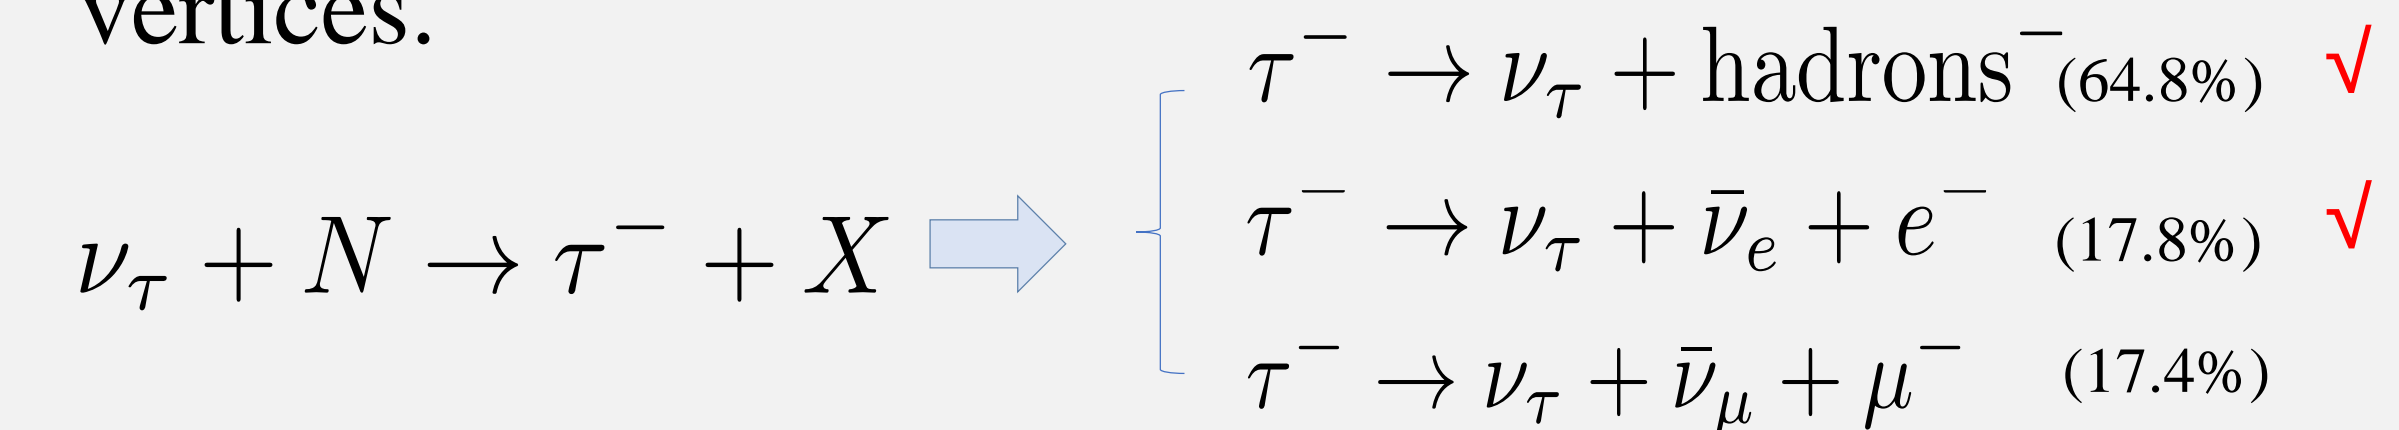 vertices.
τ⁻ → ν_τ + hadrons⁻ (64.8%) √
τ⁻ → ν_τ + ν̄_e + e⁻ (17.8%) √
ν_τ + N → τ⁻ + X
τ⁻ → ν_τ + ν̄_μ + μ⁻ (17.4%)